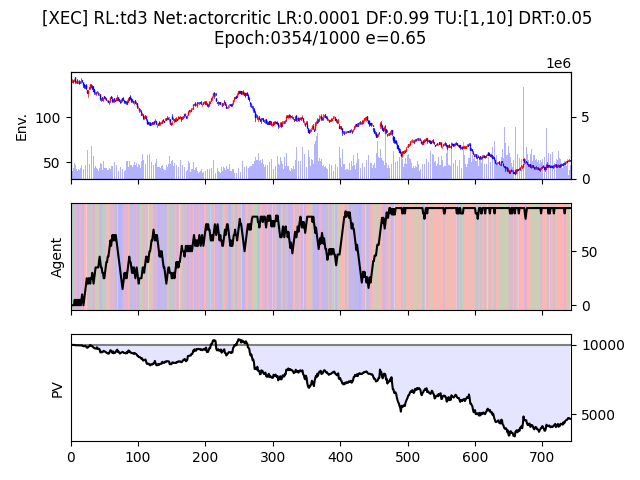 [XEC] RL:td3 Net:actorcritic LR:0.0001 DF:0.99 TU:[1,10] DRT:0.05
Epoch:0354/1000 e=0.65
1e6
Env.
100
50
5
0
Agent
50
0
PV
10000
5000
0 100 200 300 400 500 600 700